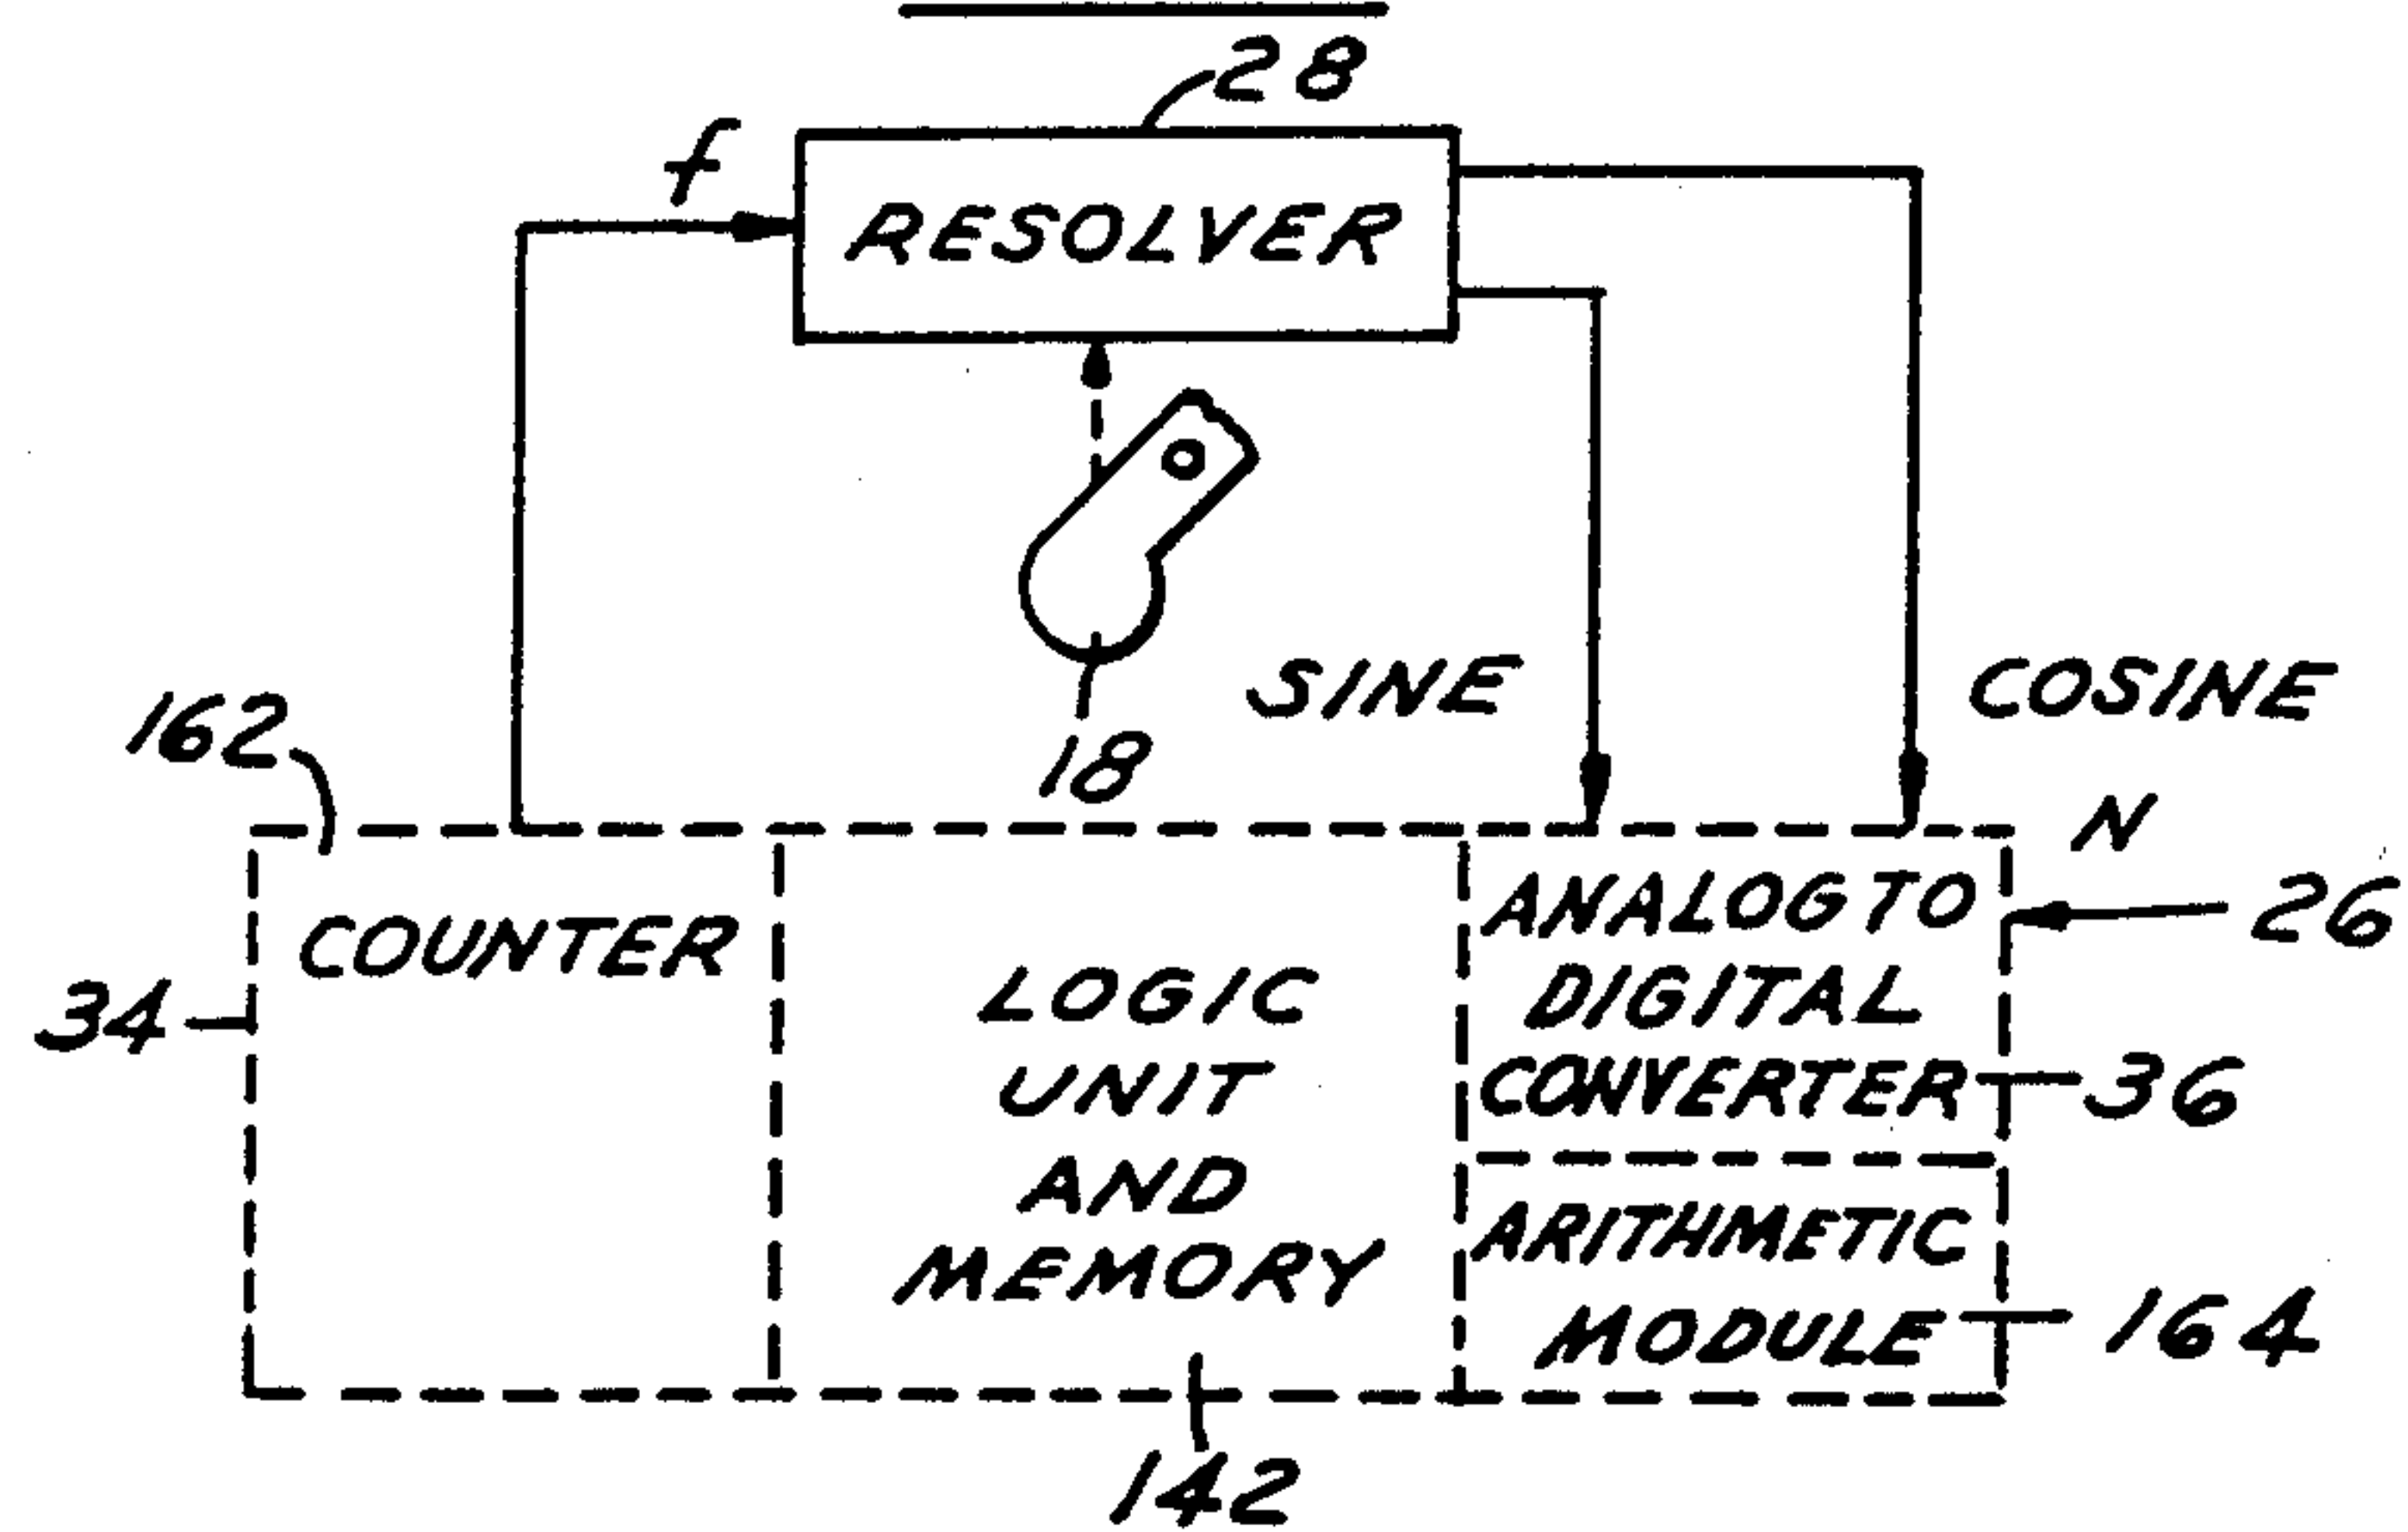 28
f
RESOLVER
18
SINE
COSINE
162
N
26
COUNTER
34
LOGIC
UNIT
AND
MEMORY
ANALOG TO
DIGITAL
CONVERTER
36
ARITHMETIC
MODULE
164
142